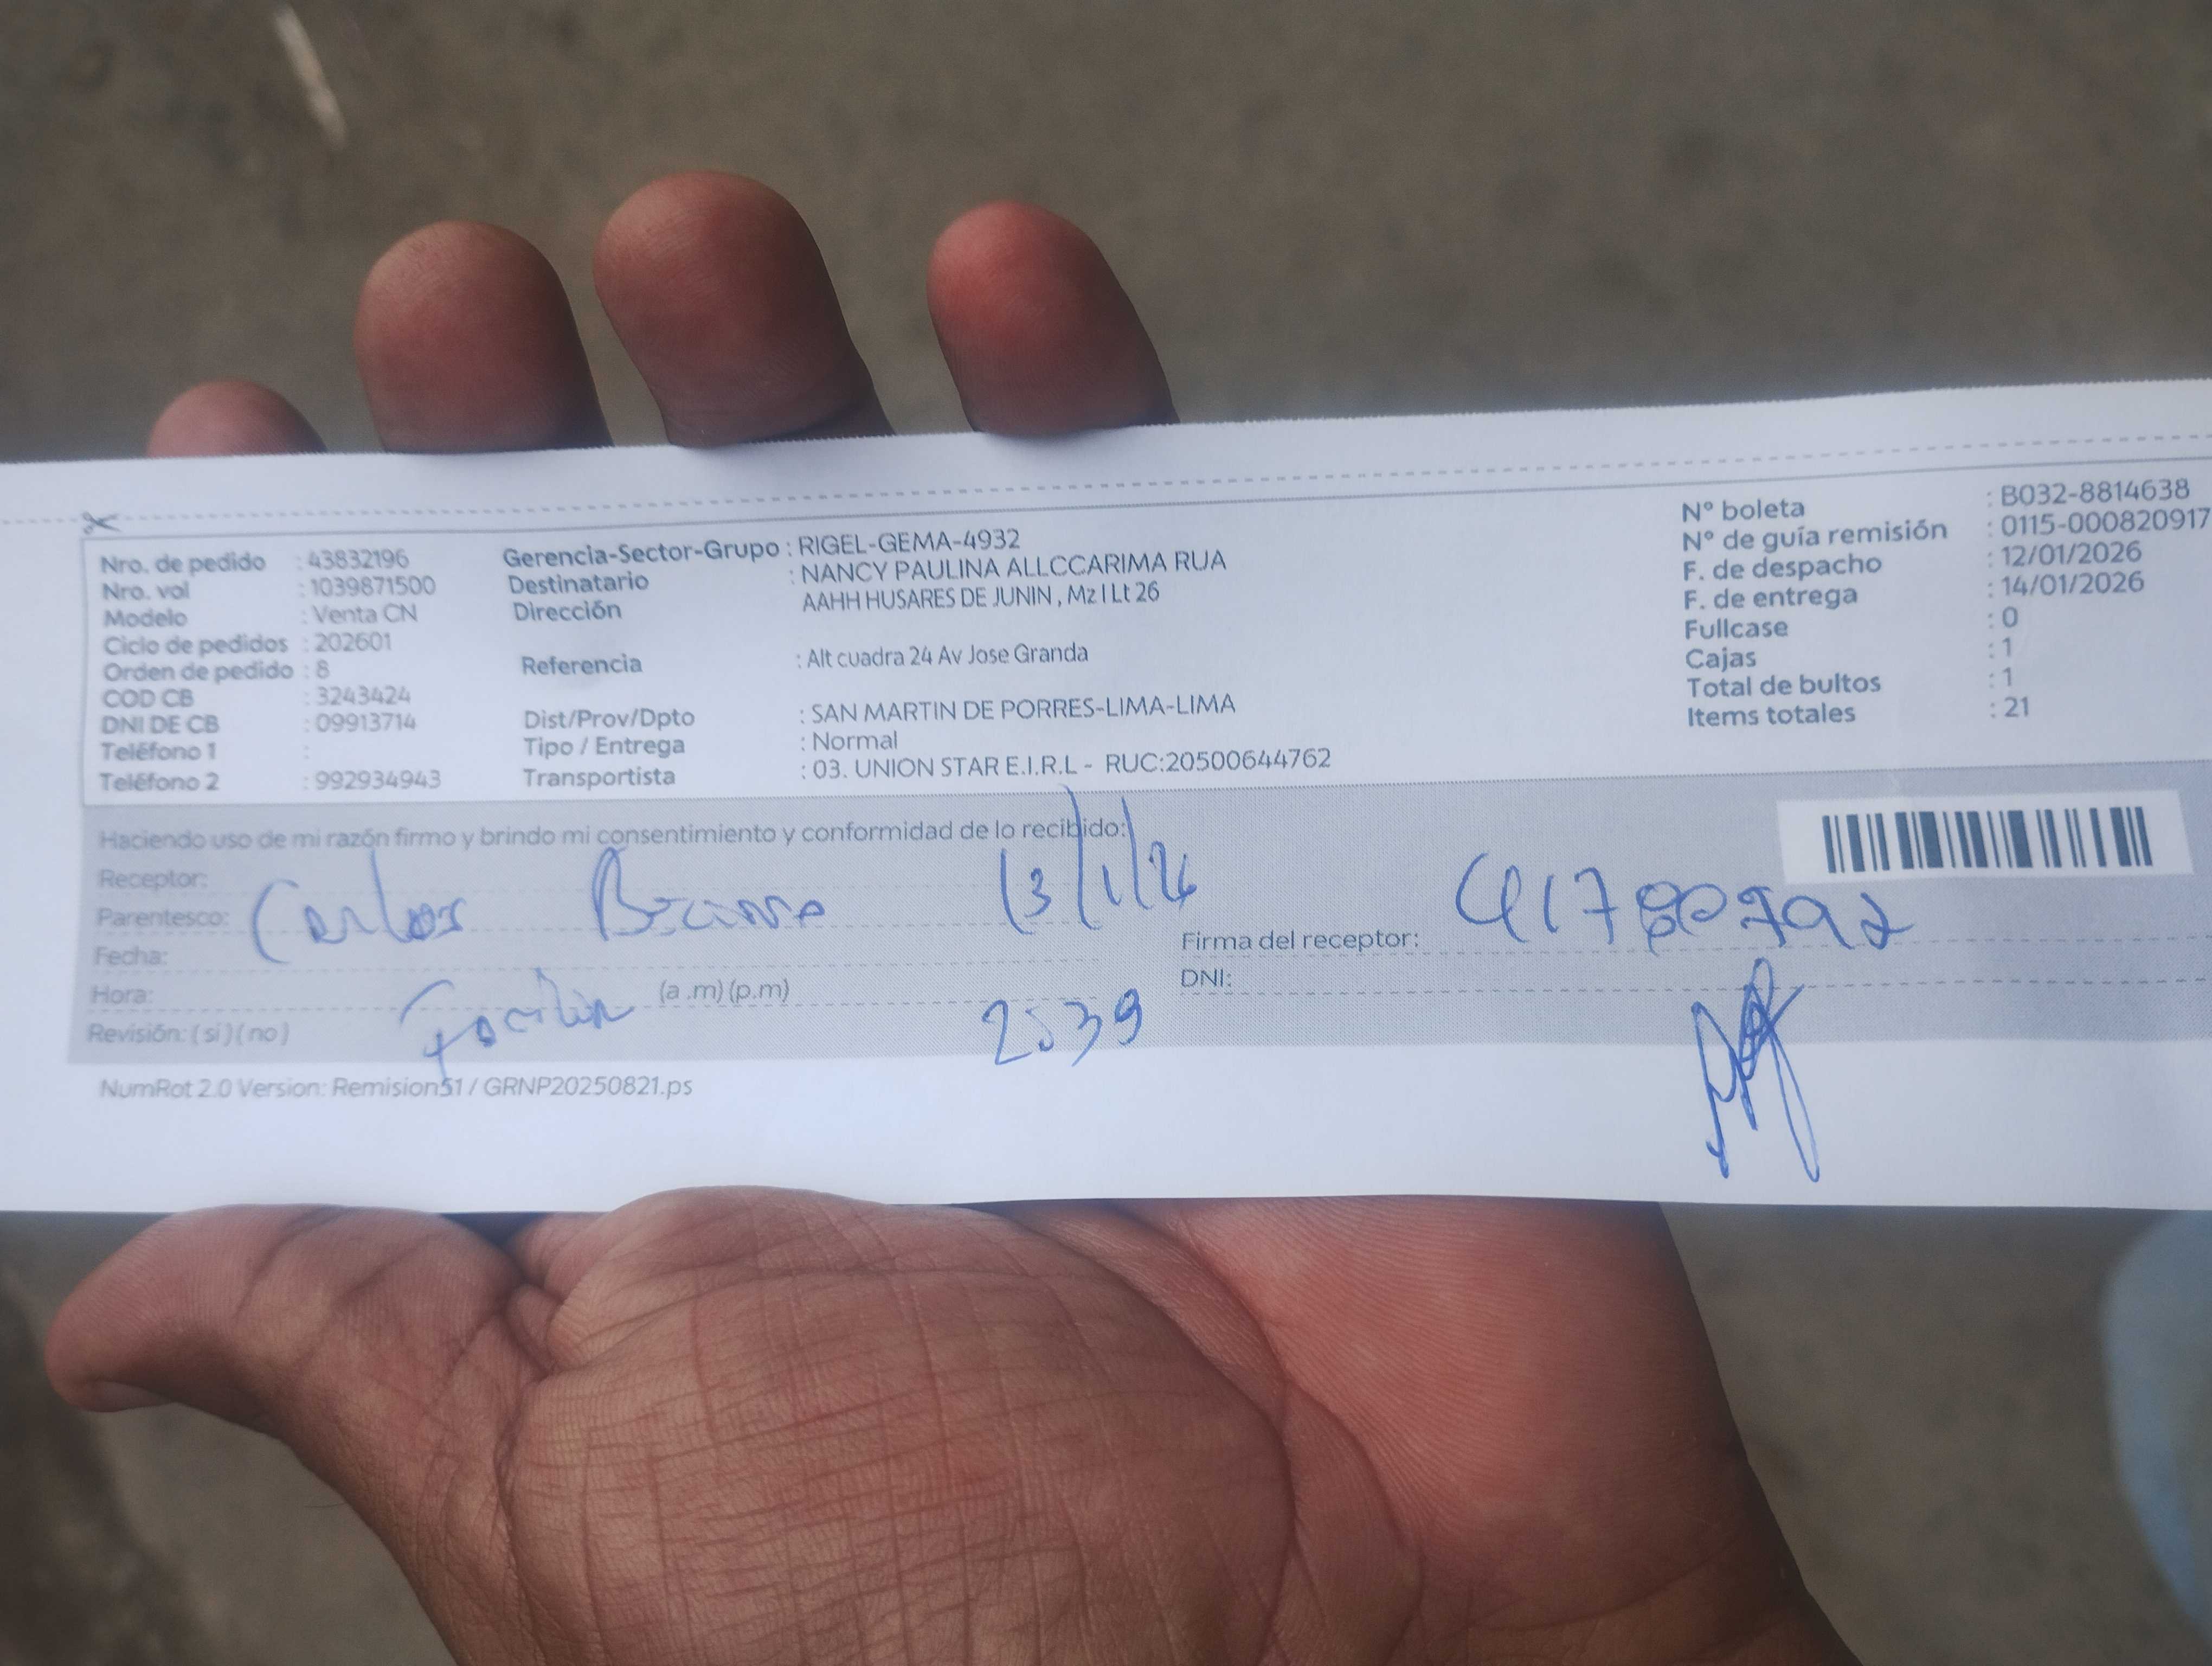 Nro. de pedido : 43832196
Nro. vol : 1039871500
Modelo : Venta CN
Ciclo de pedidos : 202601
Orden de pedido : 8
COD CB : 3243424
DNI DE CB : 09913714
Teléfono 1 :
Teléfono 2 : 992934943
Gerencia-Sector-Grupo : RIGEL-GEMA-4932
Destinatario : NANCY PAULINA ALLCCARIMA RUA
Dirección AAHH HUSARES DE JUNIN , Mz I Lt 26
Referencia : Alt cuadra 24 Av Jose Granda
Dist/Prov/Dpto : SAN MARTIN DE PORRES-LIMA-LIMA
Tipo / Entrega : Normal
Transportista : 03. UNION STAR E.I.R.L - RUC:20500644762
N° boleta : B032-8814638
N° de guía remisión : 0115-000820917
F. de despacho : 12/01/2026
F. de entrega : 14/01/2026
Fullcase : 0
Cajas : 1
Total de bultos : 1
Items totales : 21
Haciendo uso de mi razón firmo y brindo mi consentimiento y conformidad de lo recibido:
Receptor:
Parentesco: Carlos 13/1/26
Fecha:
Hora: (a .m) (p.m)
Revisión: ( si ) ( no ) 2539
Firma del receptor:
DNI:
NumRot 2.0 Version: Remision51 / GRNP20250821.ps